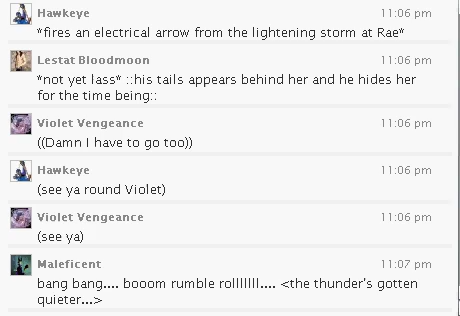 Hawkeye 11:06 pm
*fires an electrical arrow from the lightening storm at Rae*
Lestat Bloodmoon 11:06 pm
*not yet lass* ::his tails appears behind her and he hides her
for the time being::
Violet Vengeance 11:06 pm
((Damn I have to go too))
Hawkeye 11:06 pm
(see ya round Violet)
Violet Vengeance 11:06 pm
(see ya)
Maleficent 11:07 pm
bang bang.... booom rumble rolllllll.... <the thunder's gotten
quieter...>